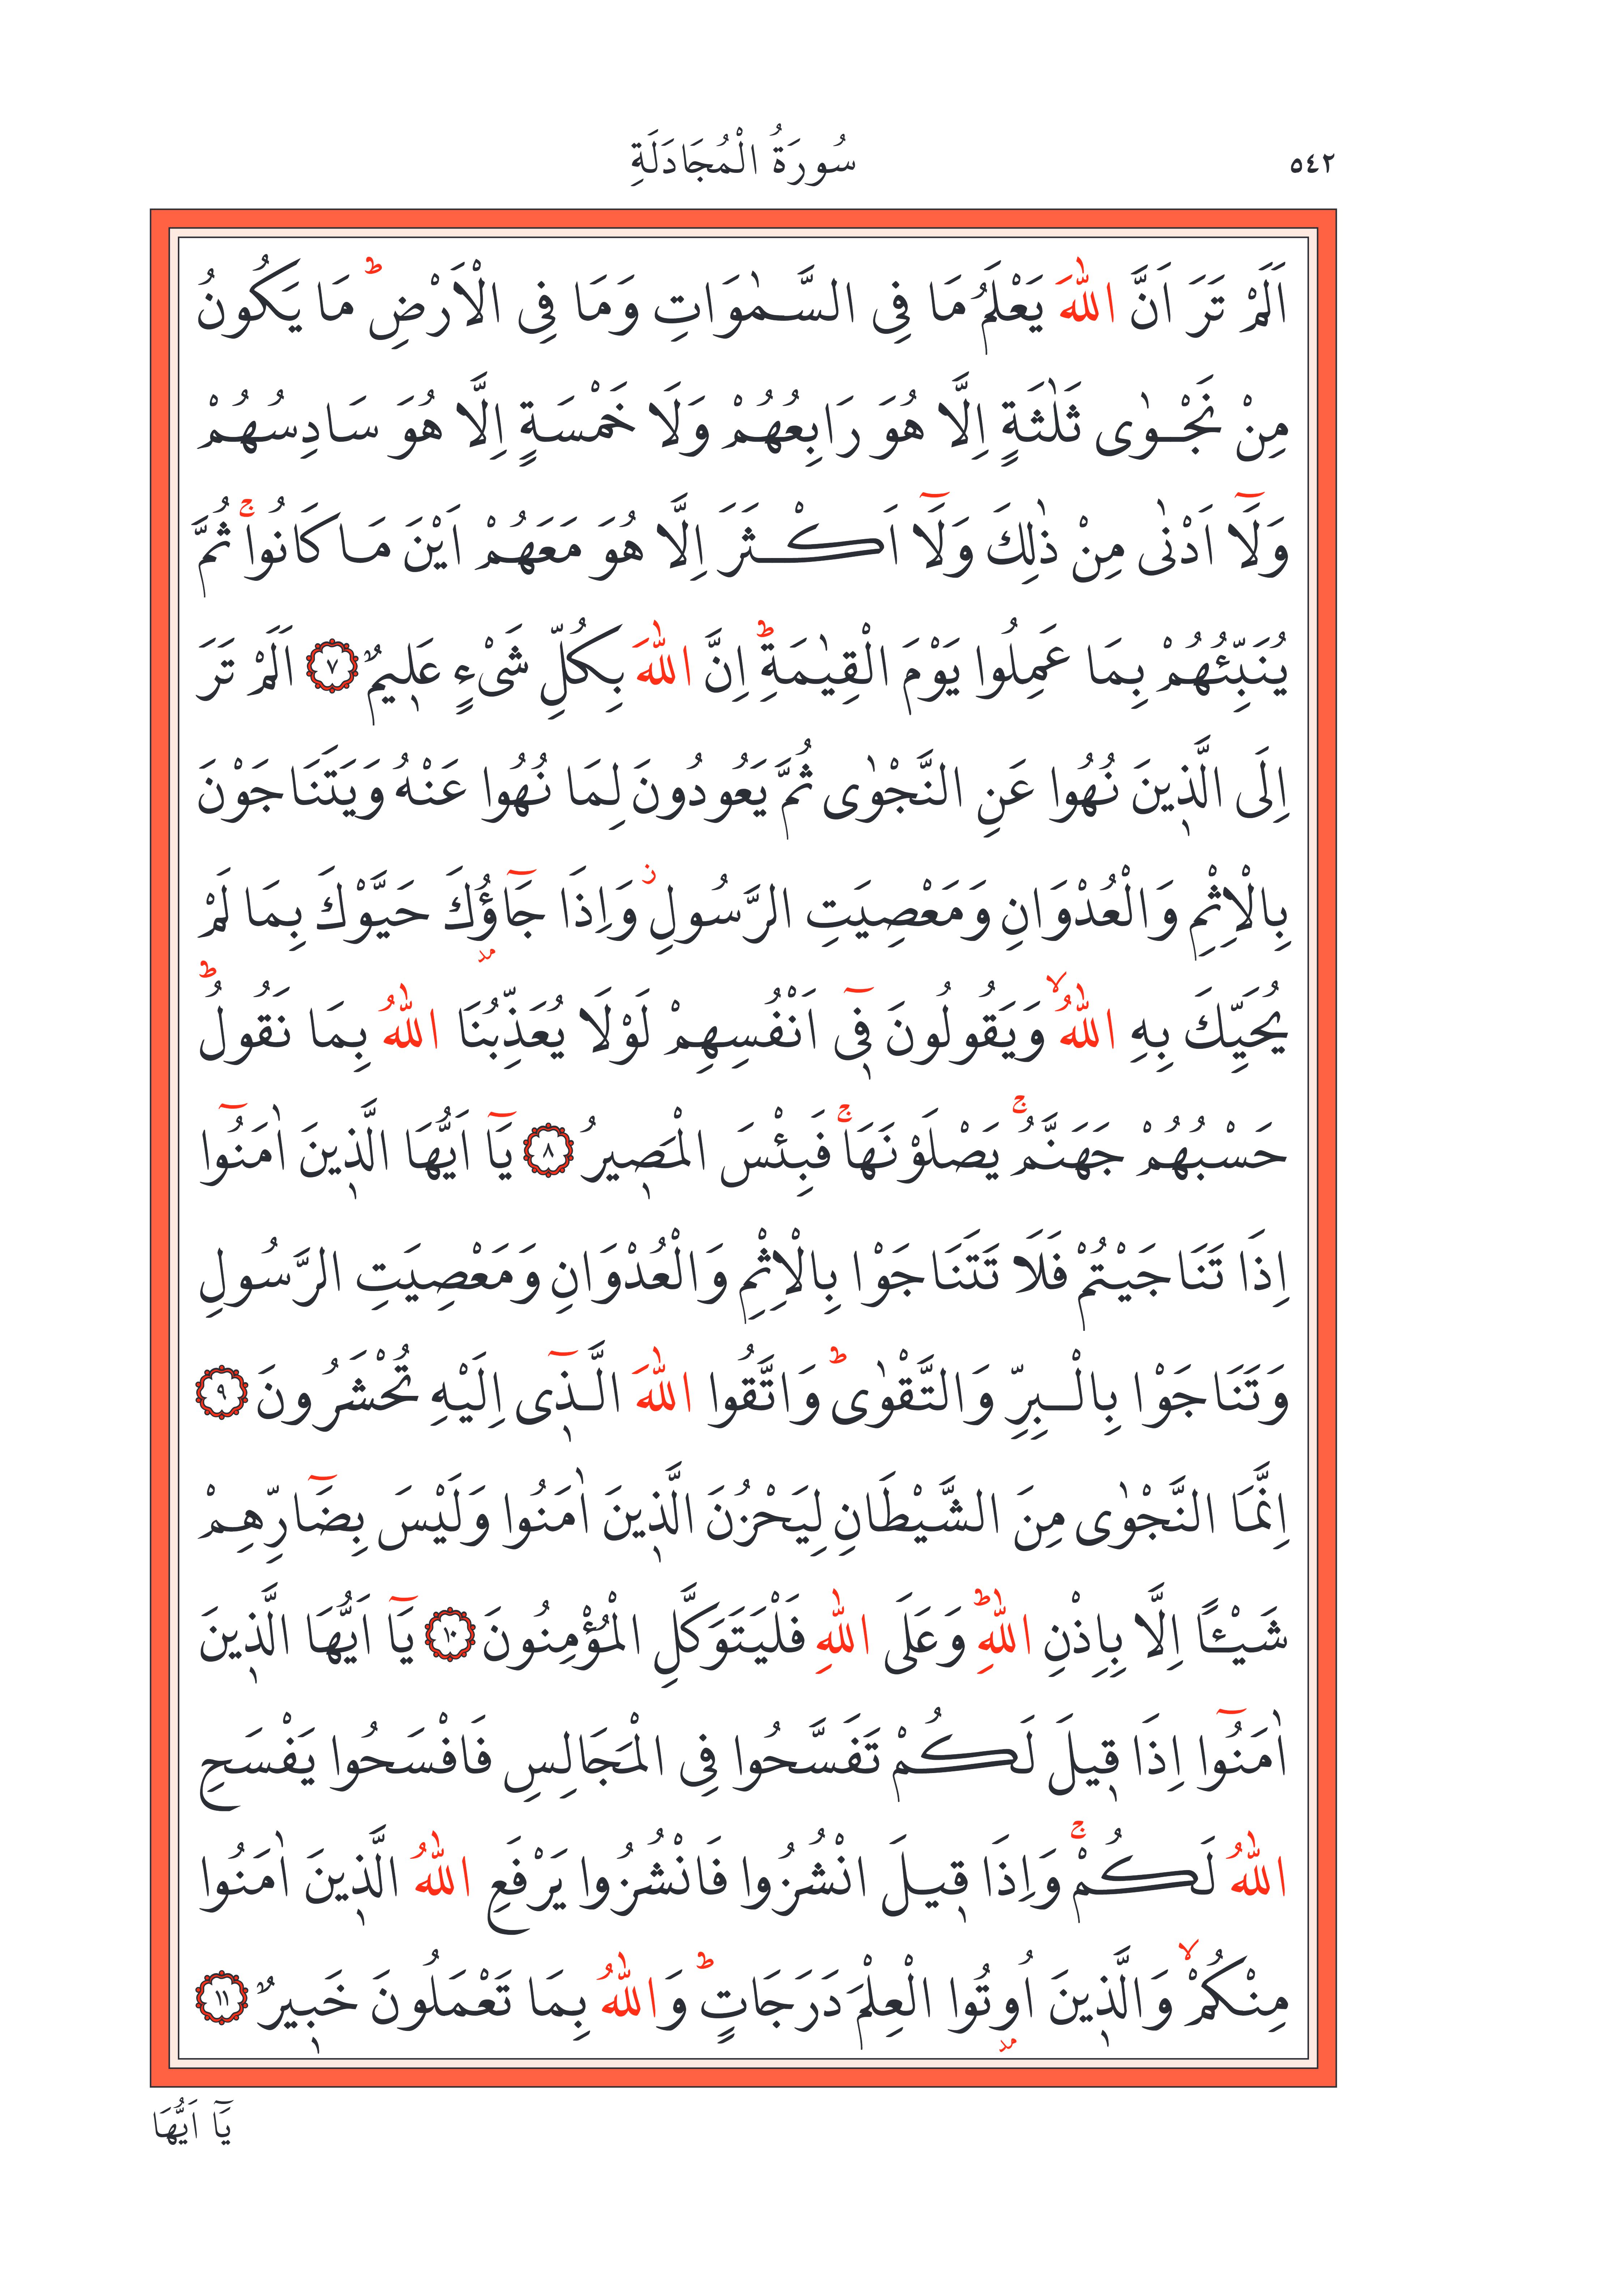 ٥٤٢
سُورَةُ الْمُجَادَلَةِ
اَلَمْ تَرَ اَنَّ اللّٰهَ يَعْلَمُ مَا فِى السَّمٰوَاتِ وَمَا فِى الْاَرْضِؕ مَا يَكُونُ
مِنْ نَجْوٰى ثَلٰثَةٍ اِلَّا هُوَ رَابِعُهُمْ وَلَا خَمْسَةٍ اِلَّا هُوَ سَادِسُهُمْ
وَلَآ اَدْنٰى مِنْ ذٰلِكَ وَلَآ اَكْثَرَ اِلَّا هُوَ مَعَهُمْ اَيْنَ مَا كَانُواۚ ثُمَّ
يُنَبِّئُهُمْ بِمَا عَمِلُوا يَوْمَ الْقِيٰمَةِؕ اِنَّ اللّٰهَ بِكُلِّ شَىْءٍ عَلٖيمٌ ﴿٧﴾ اَلَمْ تَرَ
اِلَى الَّذٖينَ نُهُوا عَنِ النَّجْوٰى ثُمَّ يَعُودُونَ لِمَا نُهُوا عَنْهُ وَيَتَنَاجَوْنَ
بِالْاِثْمِ وَالْعُدْوَانِ وَمَعْصِيَتِ الرَّسُولِؗ وَاِذَا جَآؤُكَ حَيَّوْكَ بِمَا لَمْ
يُحَيِّكَ بِهِ اللّٰهُۙ وَيَقُولُونَ فٖٓى اَنْفُسِهِمْ لَوْلَا يُعَذِّبُنَا اللّٰهُ بِمَا نَقُولُؕ
حَسْبُهُمْ جَهَنَّمُۚ يَصْلَوْنَهَاۚ فَبِئْسَ الْمَصٖيرُ ﴿٨﴾ يَآ اَيُّهَا الَّذٖينَ اٰمَنُٓوا
اِذَا تَنَاجَيْتُمْ فَلَا تَتَنَاجَوْا بِالْاِثْمِ وَالْعُدْوَانِ وَمَعْصِيَتِ الرَّسُولِ
وَتَنَاجَوْا بِالْبِرِّ وَالتَّقْوٰىؕ وَاتَّقُوا اللّٰهَ الَّذٖٓى اِلَيْهِ تُحْشَرُونَ ﴿٩﴾
اِنَّمَا النَّجْوٰى مِنَ الشَّيْطَانِ لِيَحْزُنَ الَّذٖينَ اٰمَنُوا وَلَيْسَ بِضَآرِّهِمْ
شَيْـًٔا اِلَّا بِاِذْنِ اللّٰهِؕ وَعَلَى اللّٰهِ فَلْيَتَوَكَّلِ الْمُؤْمِنُونَ ﴿١٠﴾ يَآ اَيُّهَا الَّذٖينَ
اٰمَنُٓوا اِذَا قٖيلَ لَكُمْ تَفَسَّحُوا فِى الْمَجَالِسِ فَافْسَحُوا يَفْسَحِ
اللّٰهُ لَكُمْۚ وَاِذَا قٖيلَ انْشُزُوا فَانْشُزُوا يَرْفَعِ اللّٰهُ الَّذٖينَ اٰمَنُوا
مِنْكُمْۙ وَالَّذٖينَ اُو۫تُوا الْعِلْمَ دَرَجَاتٍؕ وَاللّٰهُ بِمَا تَعْمَلُونَ خَبٖيرٌ ﴿١١﴾
يَآ اَيُّهَا